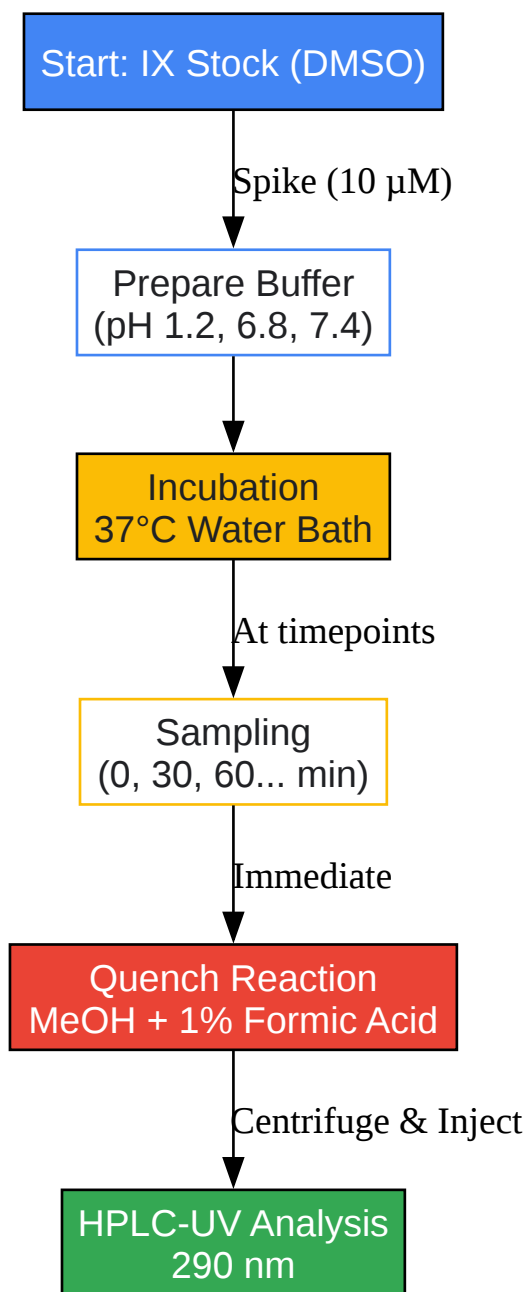 Start: IX Stock (DMSO)
Spike (10 µM)
Prepare Buffer
(pH 1.2, 6.8, 7.4)
Incubation
37°C Water Bath
At timepoints
Sampling
(0, 30, 60... min)
Immediate
Quench Reaction
MeOH + 1% Formic Acid
Centrifuge & Inject
HPLC-UV Analysis
290 nm